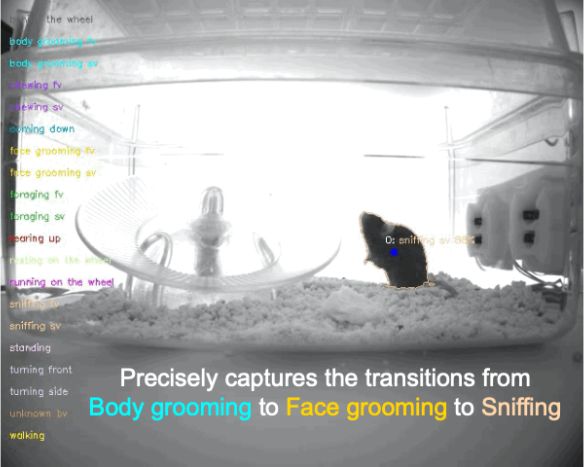 the wheel
body grooming fv
body grooming sv
chewing fv
chewing sv
coming down
face grooming fv
face grooming sv
foraging fv
foraging sv
rearing up
resting on the wheel
running on the wheel
sniffing fv
sniffing sv
standing
turning front
turning side
unknown bv
walking
0: sniffing sv
Precisely captures the transitions from
Body grooming to Face grooming to Sniffing